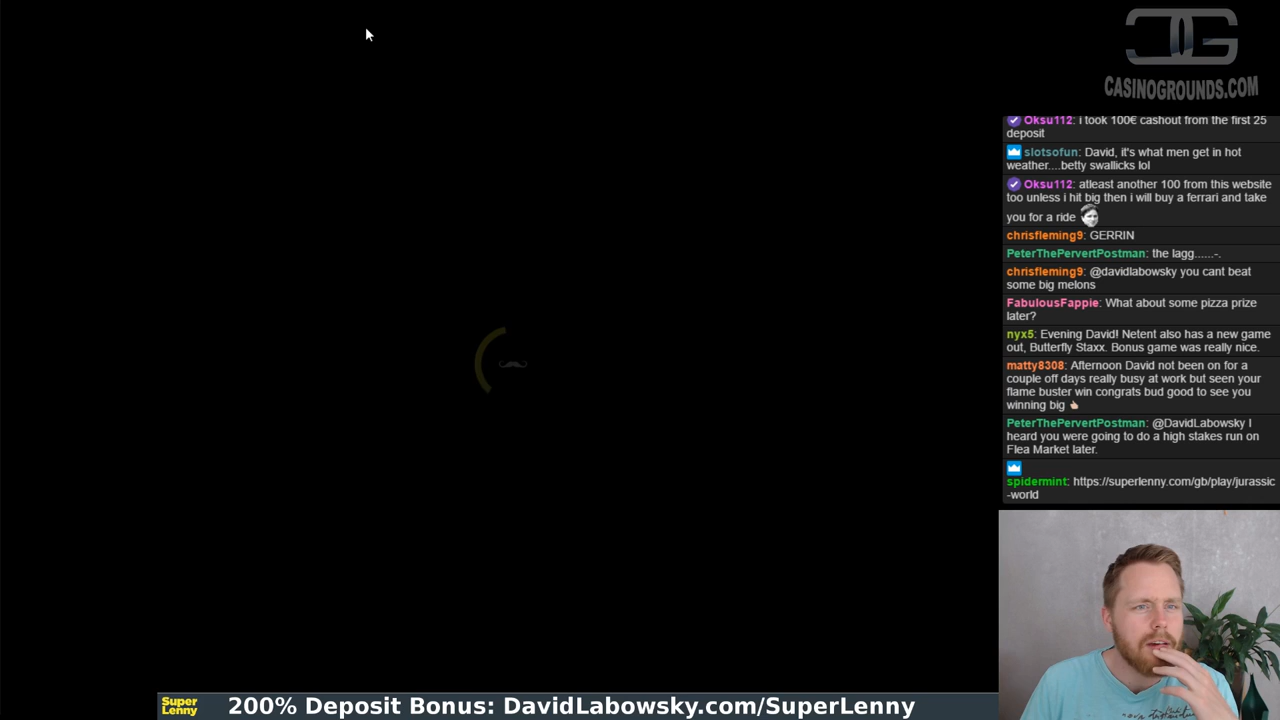 CASINOGROUNDS.COM
Oksu112: i took 100€ cashout from the first 25
deposit
slotsofun: David, it's what men get in hot
weather....betty swallicks lol
Oksu112: atleast another 100 from this website
too unless i hit big then i will buy a ferrari and take
you for a ride
chrisfleming9: GERRIN
PeterThePervertPostman: the lagg......-.
chrisfleming9: @davidlabowsky you cant beat
some big melons
FabulousFappie: What about some pizza prize
later?
nyx5: Evening David! Netent also has a new game
out, Butterfly Staxx. Bonus game was really nice.
matty8308: Afternoon David not been on for a
couple off days really busy at work but seen your
flame buster win congrats bud good to see you
winning big
PeterThePervertPostman: @DavidLabowsky I
heard you were going to do a high stakes run on
Flea Market later.
spidermint: https://superlenny.com/gb/play/jurassic
-world
Super
Lenny
200% Deposit Bonus: DavidLabowsky.com/SuperLenny